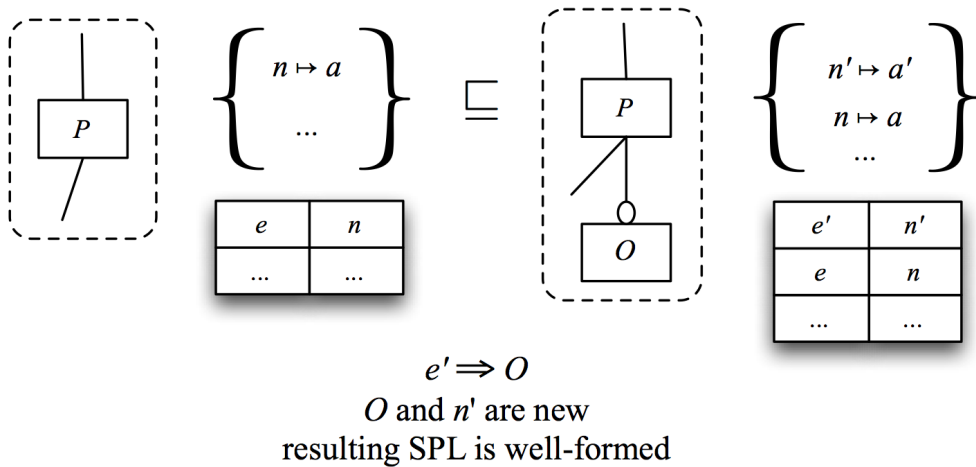 P
{ n ↦ a
... }
e n
... ...
⊑
P
O
{ n′ ↦ a′
n ↦ a
... }
e′ n′
e n
... ...
e′ ⇒ O
O and n' are new
resulting SPL is well-formed